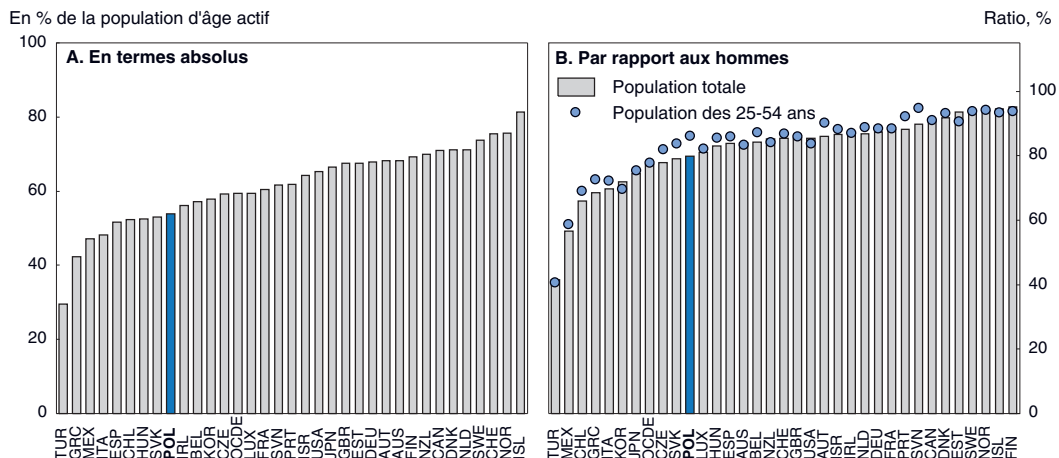 En % de la population d'âge actif
Ratio, %
A. En termes absolus
B. Par rapport aux hommes
Population totale
Population des 25-54 ans
100
80
60
40
20
0
100
80
60
40
20
0
TUR GRC MEX ITA ESP CHL HUN SVK POL IRL BEL KOR CZE OCDE LUX FRA SVN PRT ISR USA JPN GBR EST DEU AUT AUS FIN NZL CAN DNK NLD SWE CHE NOR ISL
TUR MEX CHL GRC ITA KOR JPN OCDE CZE SVK POL LUX HUN ESP AUS BEL NZL CHE GBR USA AUT ISR IRL NLD DEU FRA PRT SVN CAN DNK EST SWE NOR ISL FIN